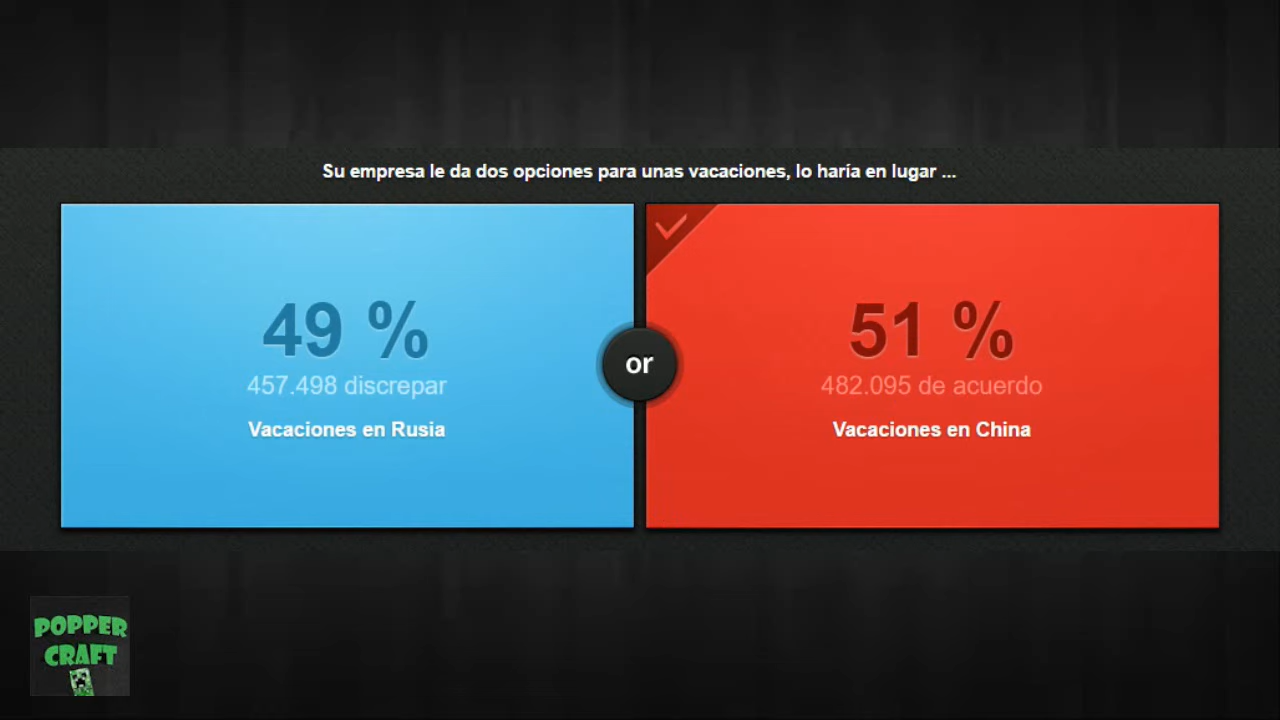 Su empresa le da dos opciones para unas vacaciones, lo haría en lugar ...
49 %
457.498 discrepar
Vacaciones en Rusia
or
51 %
482.095 de acuerdo
Vacaciones en China
POPPER
CRAFT